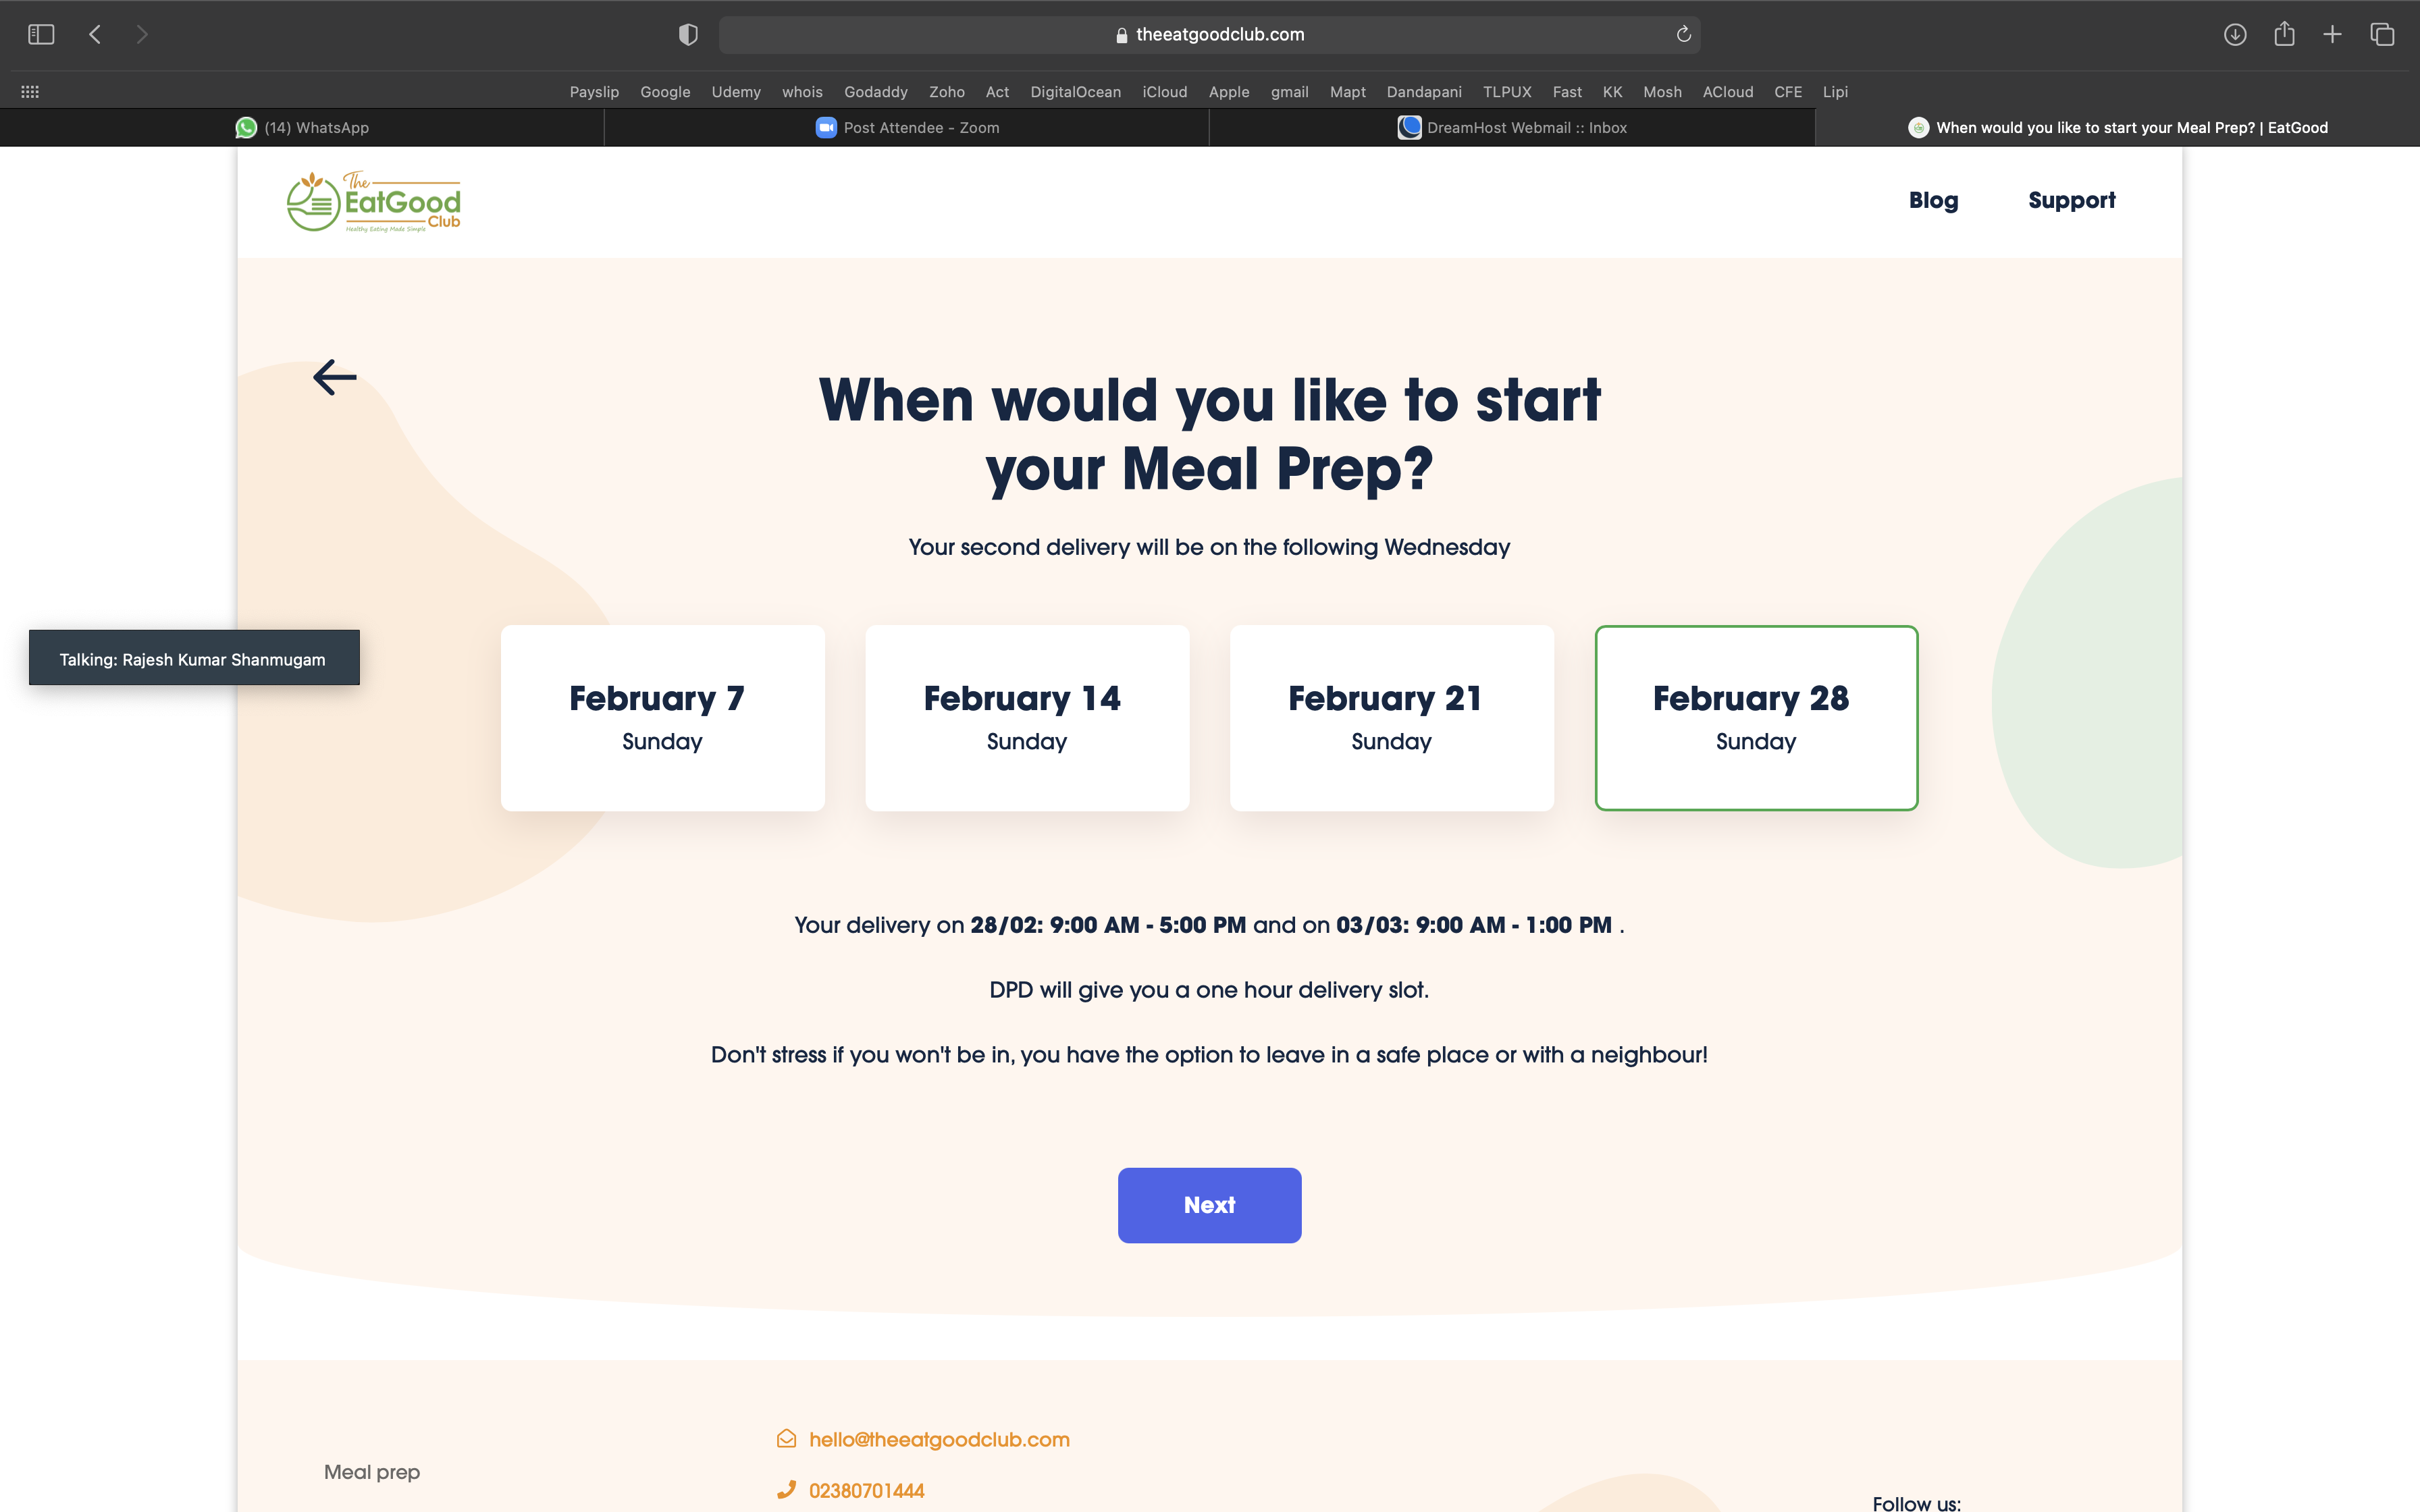 theeatgoodclub.com
Payslip Google Udemy whois Godaddy Zoho Act DigitalOcean iCloud Apple gmail Mapt Dandapani TLPUX Fast KK Mosh ACloud CFE Lipi
(14) WhatsApp
Post Attendee - Zoom
DreamHost Webmail :: Inbox
When would you like to start your Meal Prep? | EatGood
The
EatGood
Club
Healthy Eating Made Simple
Blog
Support
When would you like to start
your Meal Prep?
Your second delivery will be on the following Wednesday
Talking: Rajesh Kumar Shanmugam
February 7
Sunday
February 14
Sunday
February 21
Sunday
February 28
Sunday
Your delivery on 28/02: 9:00 AM - 5:00 PM and on 03/03: 9:00 AM - 1:00 PM .
DPD will give you a one hour delivery slot.
Don't stress if you won't be in, you have the option to leave in a safe place or with a neighbour!
Next
Meal prep
hello@theeatgoodclub.com
02380701444
Follow us: